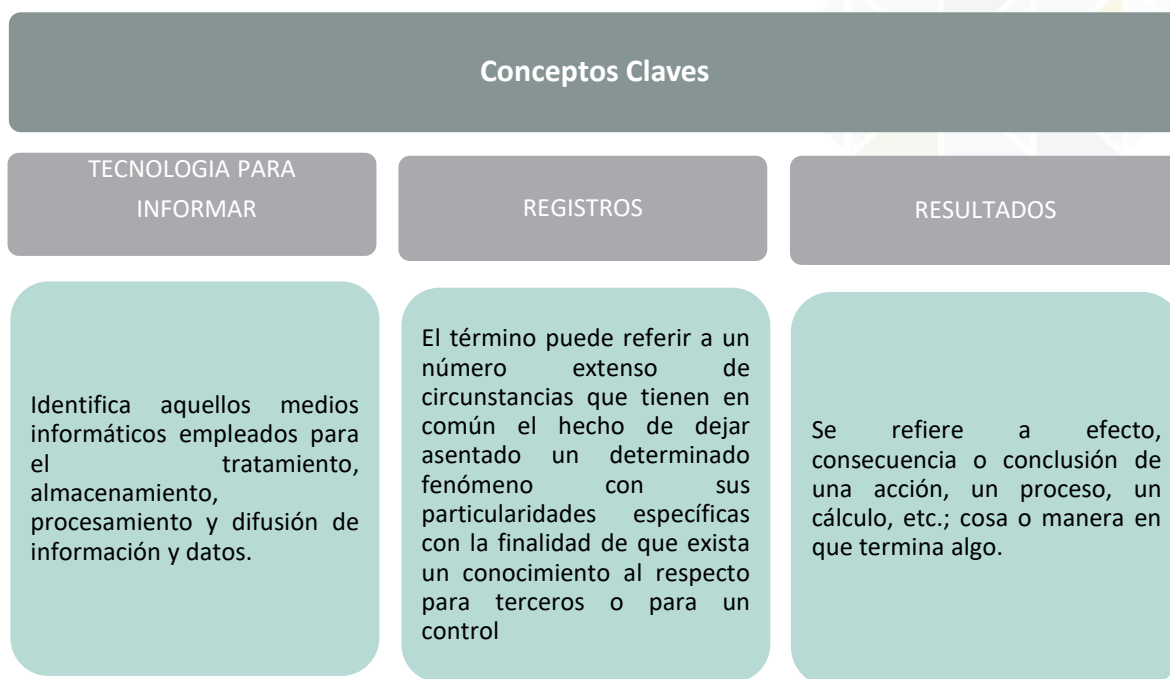 Conceptos Claves
TECNOLOGIA PARA
INFORMAR
Identifica aquellos medios
informáticos empleados para
el tratamiento,
almacenamiento,
procesamiento y difusión de
información y datos.
REGISTROS
El término puede referir a un
número extenso de
circunstancias que tienen en
común el hecho de dejar
asentado un determinado
fenómeno con sus
particularidades específicas
con la finalidad de que exista
un conocimiento al respecto
para terceros o para un
control
RESULTADOS
Se refiere a efecto,
consecuencia o conclusión de
una acción, un proceso, un
cálculo, etc.; cosa o manera en
que termina algo.